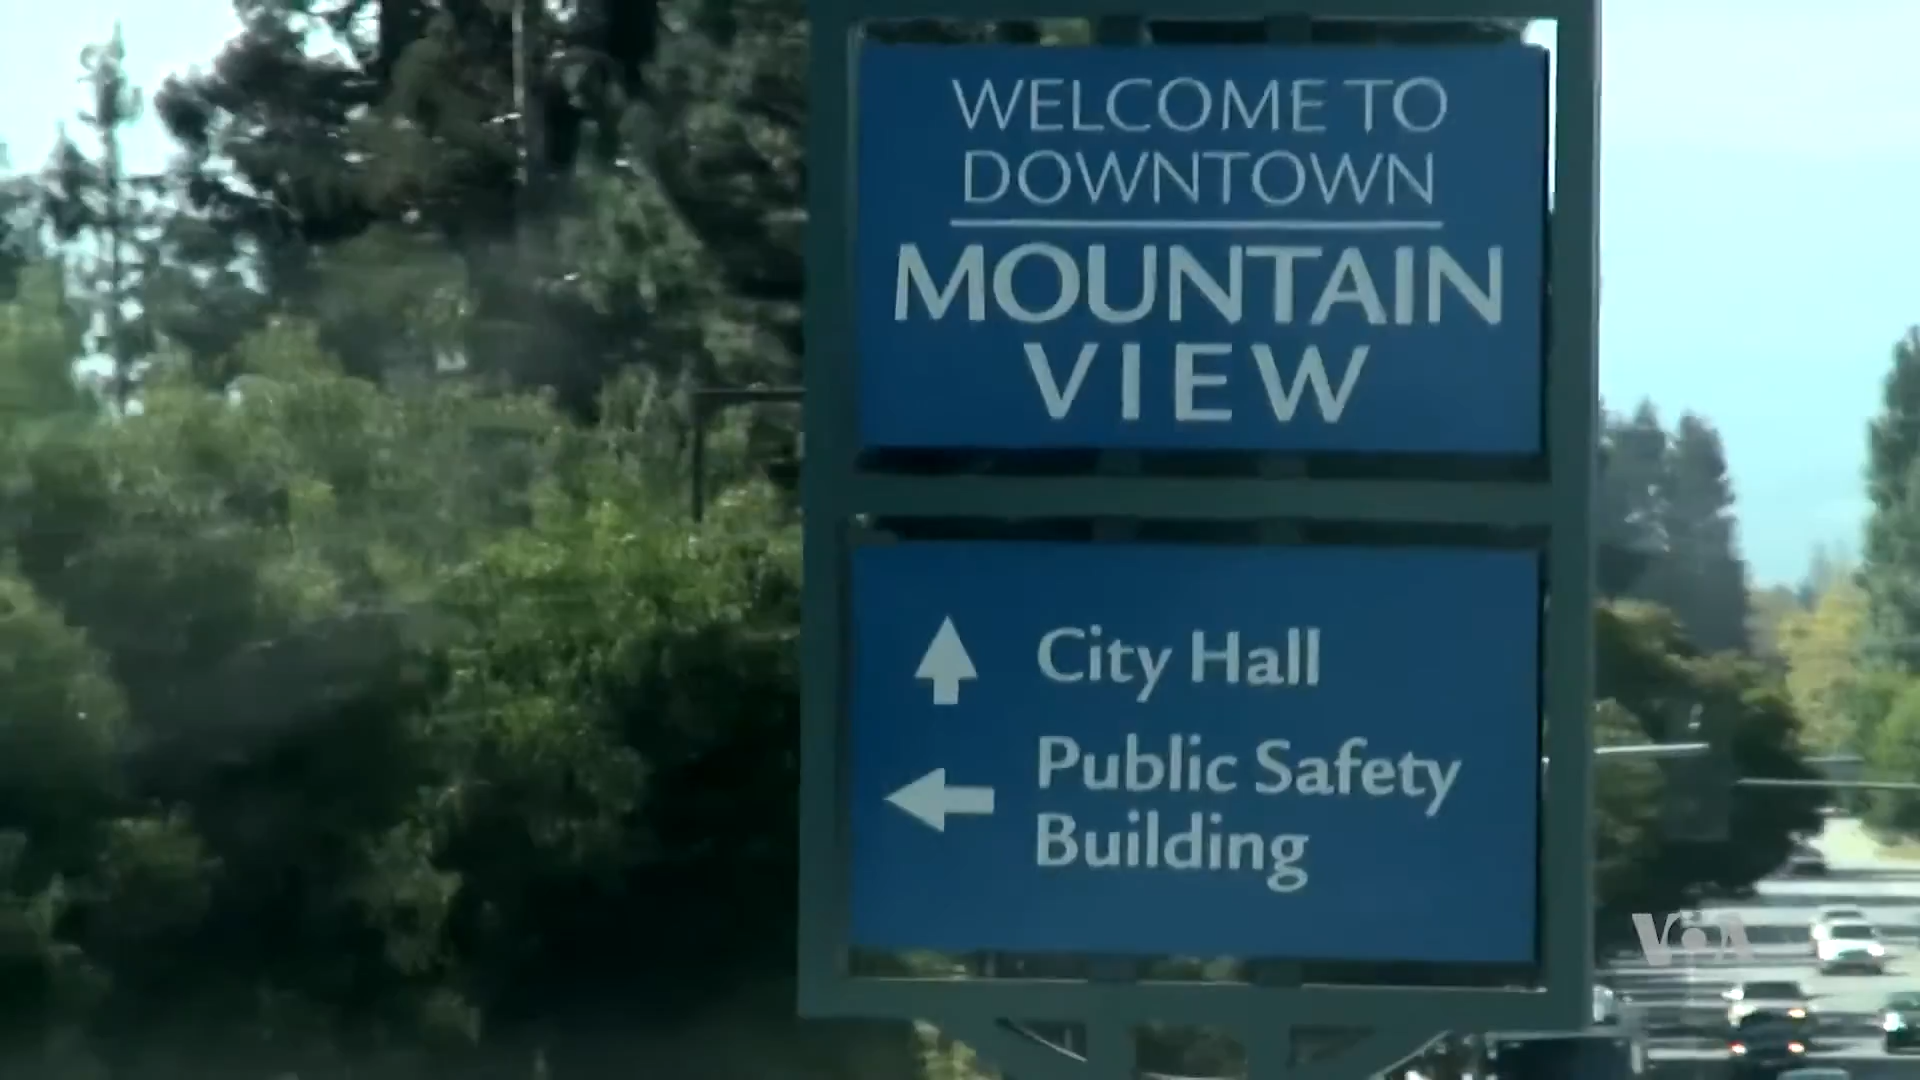 WELCOME TO
DOWNTOWN
MOUNTAIN
VIEW
City Hall
Public Safety
Building
VOA